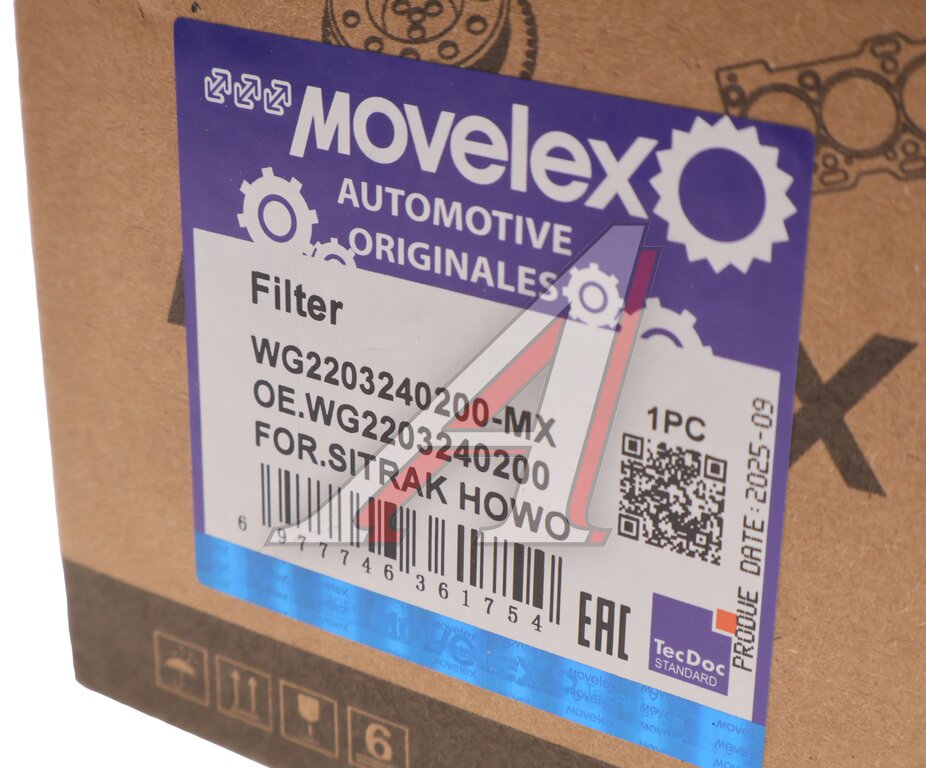 MOVELEX
AUTOMOTIVE
ORIGINALES
Filter
WG2203240200-MX
OE.WG2203240200
FOR.SITRAK HOWO
1PC
6 977746 361754
EAC
TecDoc
STANDARD
PRODUE DATE: 2025-09
6